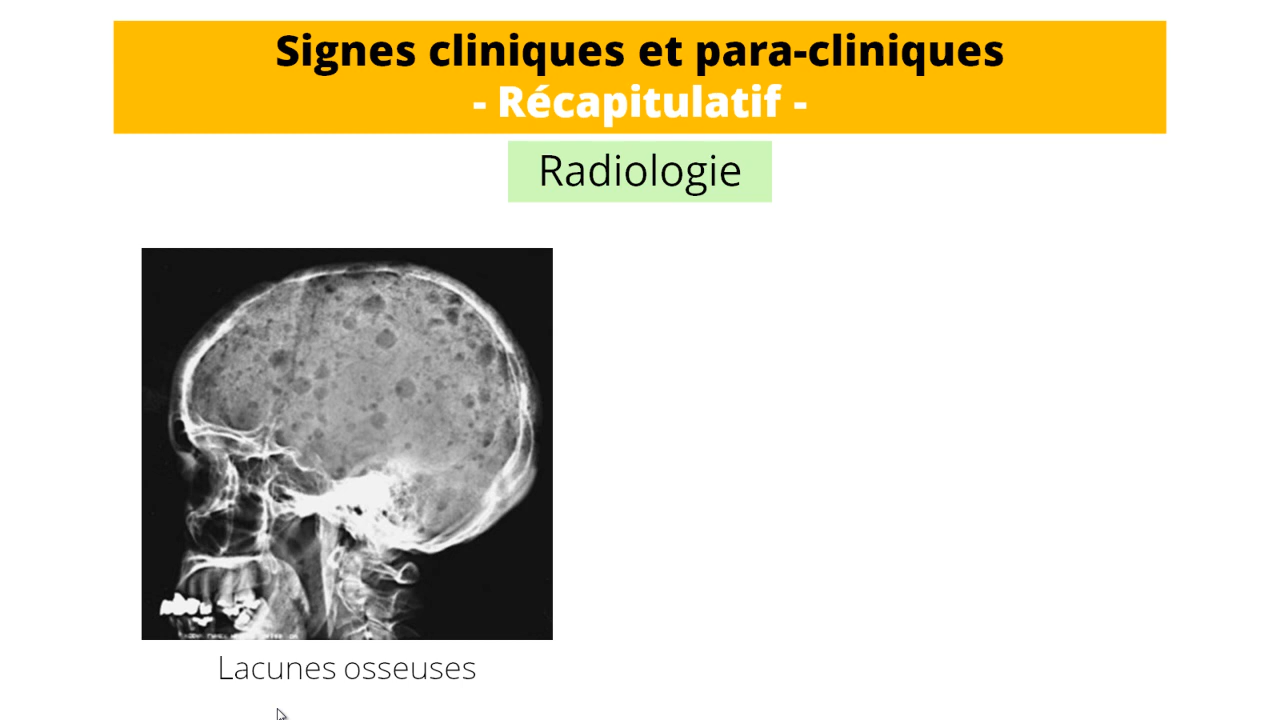 Signes cliniques et para-cliniques
- Récapitulatif -
Radiologie
Lacunes osseuses